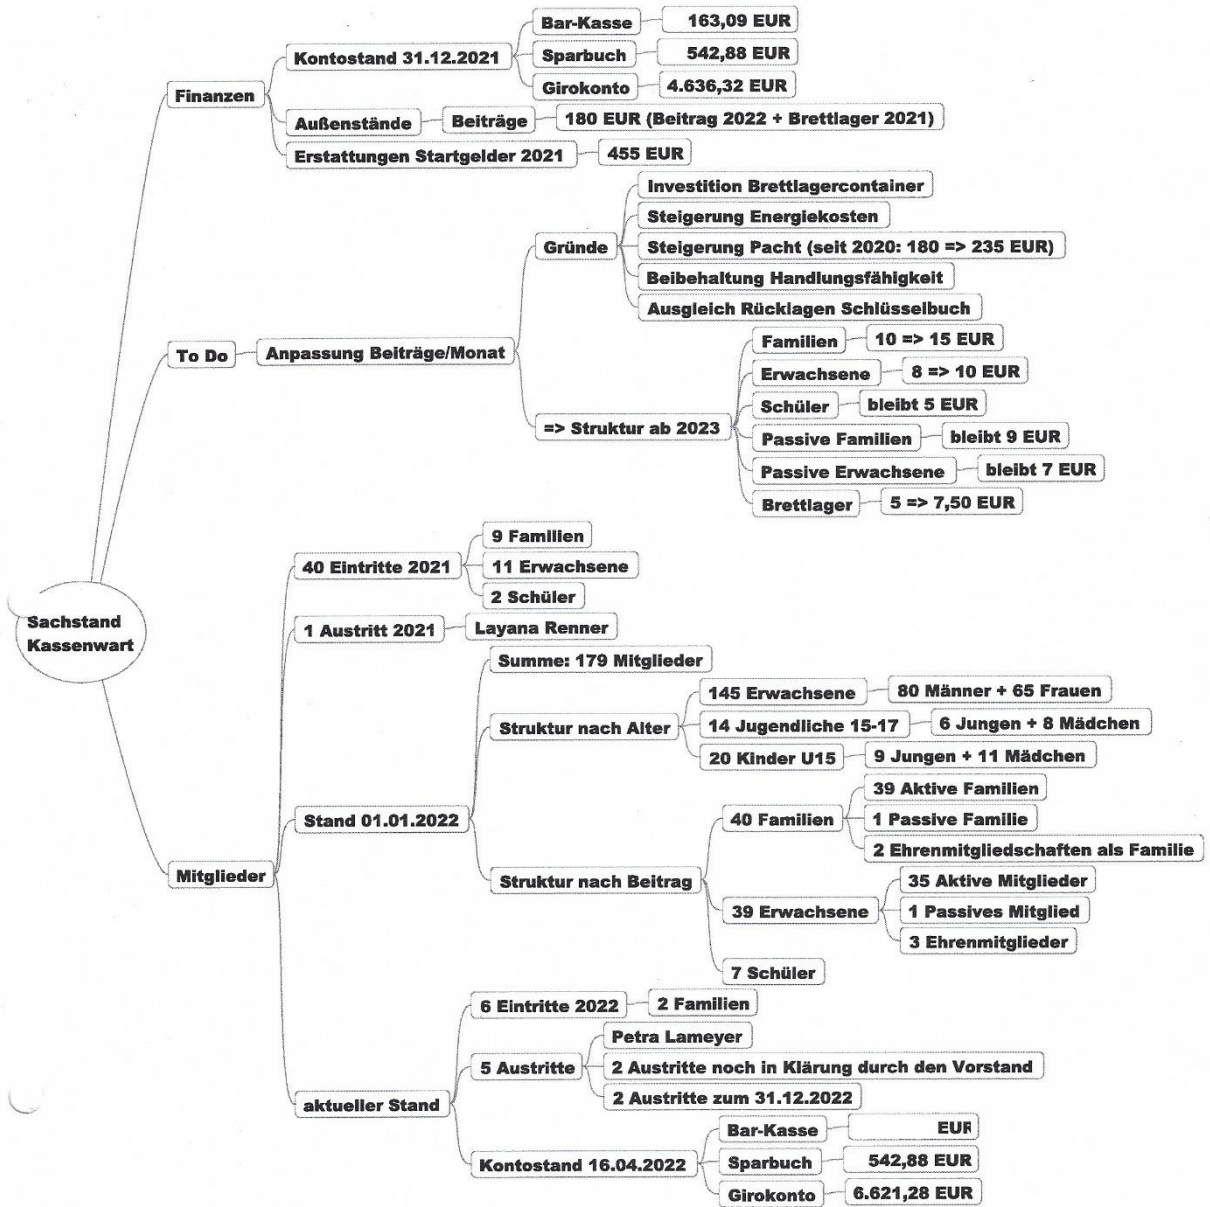 Sachstand
Kassenwart
Finanzen
Kontostand 31.12.2021
Bar-Kasse
163,09 EUR
Sparbuch
542,88 EUR
Girokonto
4.636,32 EUR
Außenstände
Beiträge
180 EUR (Beitrag 2022 + Brettlager 2021)
Erstattungen Startgelder 2021
455 EUR
To Do
Anpassung Beiträge/Monat
Gründe
Investition Brettlagercontainer
Steigerung Energiekosten
Steigerung Pacht (seit 2020: 180 => 235 EUR)
Beibehaltung Handlungsfähigkeit
Ausgleich Rücklagen Schlüsselbuch
=> Struktur ab 2023
Familien
10 => 15 EUR
Erwachsene
8 => 10 EUR
Schüler
bleibt 5 EUR
Passive Familien
bleibt 9 EUR
Passive Erwachsene
bleibt 7 EUR
Brettlager
5 => 7,50 EUR
Mitglieder
40 Eintritte 2021
9 Familien
11 Erwachsene
2 Schüler
1 Austritt 2021
Layana Renner
Stand 01.01.2022
Summe: 179 Mitglieder
Struktur nach Alter
145 Erwachsene
80 Männer + 65 Frauen
14 Jugendliche 15-17
6 Jungen + 8 Mädchen
20 Kinder U15
9 Jungen + 11 Mädchen
Struktur nach Beitrag
40 Familien
39 Aktive Familien
1 Passive Familie
2 Ehrenmitgliedschaften als Familie
39 Erwachsene
35 Aktive Mitglieder
1 Passives Mitglied
3 Ehrenmitglieder
7 Schüler
aktueller Stand
6 Eintritte 2022
2 Familien
5 Austritte
Petra Lameyer
2 Austritte noch in Klärung durch den Vorstand
2 Austritte zum 31.12.2022
Kontostand 16.04.2022
Bar-Kasse
EUR
Sparbuch
542,88 EUR
Girokonto
6.621,28 EUR